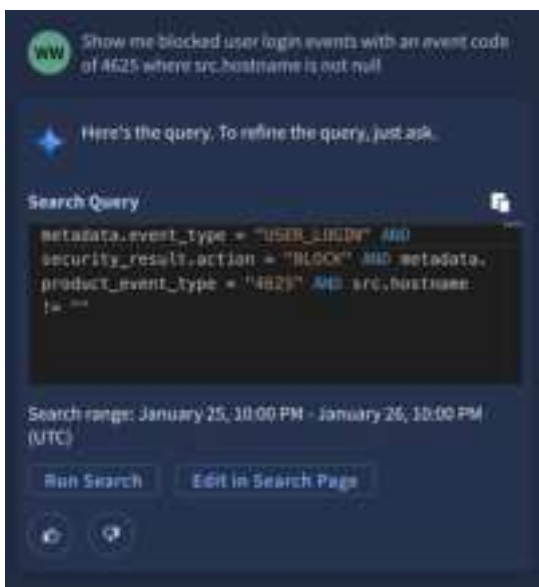 WW
Show me blocked user login events with an event code
of 4625 where src.hostname is not null
Here's the query. To refine the query, just ask.
Search Query
metadata.event_type = "USER_LOGIN" AND
security_result.action = "BLOCK" AND metadata.
product_event_type = "4625" AND src.hostname
!= ""
Search range: January 25, 10:00 PM - January 26, 10:00 PM
(UTC)
Run Search
Edit in Search Page